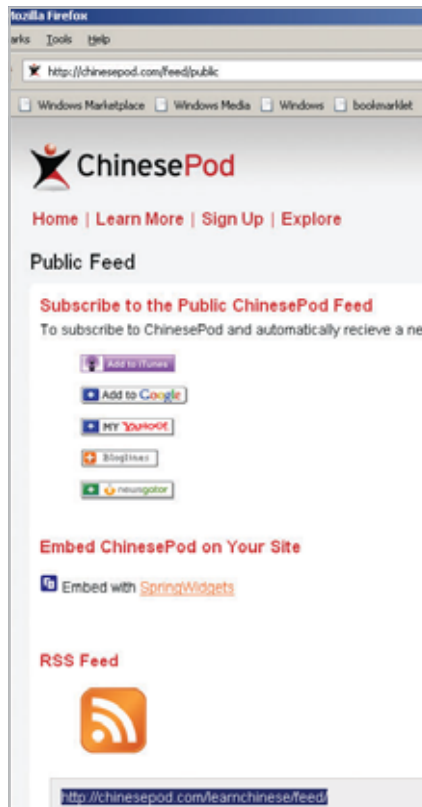 Mozilla Firefox
arks Tools Help
http://chinesepod.com/feed/public
Windows Marketplace Windows Media Windows bookmarklet
ChinesePod
Home | Learn More | Sign Up | Explore
Public Feed
Subscribe to the Public ChinesePod Feed
To subscribe to ChinesePod and automatically recieve a ne
Add to iTunes
Add to Google
MY YAHOO!
Bloglines
newsgator
Embed ChinesePod on Your Site
Embed with SpringWidgets
RSS Feed
http://chinesepod.com/learnchinese/feed/